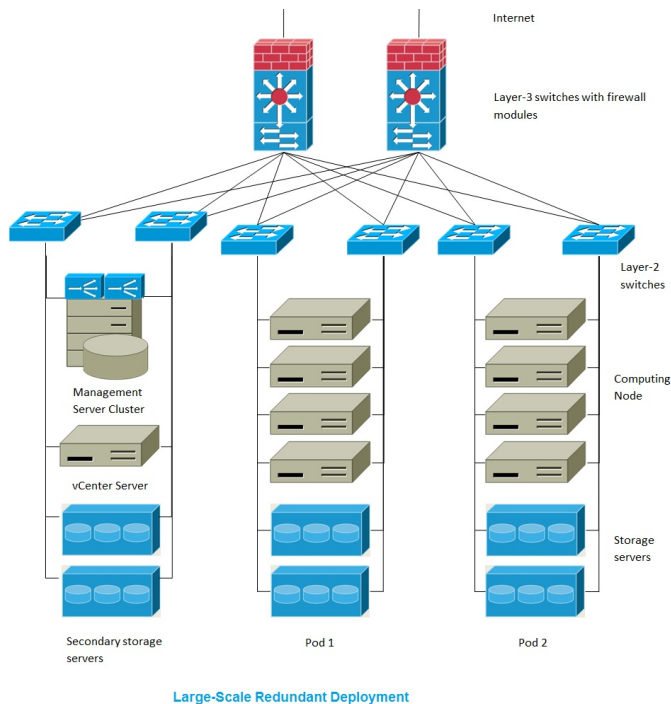 Internet
Layer-3 switches with firewall
modules
Layer-2
switches
Management
Server Cluster
Computing
Node
vCenter Server
Storage
servers
Secondary storage
servers
Pod 1
Pod 2
Large-Scale Redundant Deployment